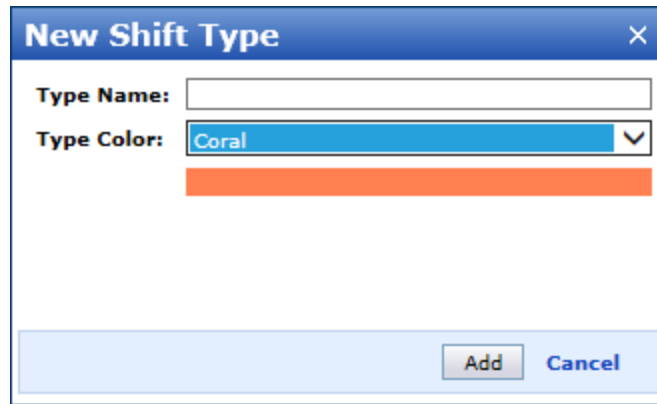 New Shift Type
Type Name:
Type Color: Coral
Add Cancel